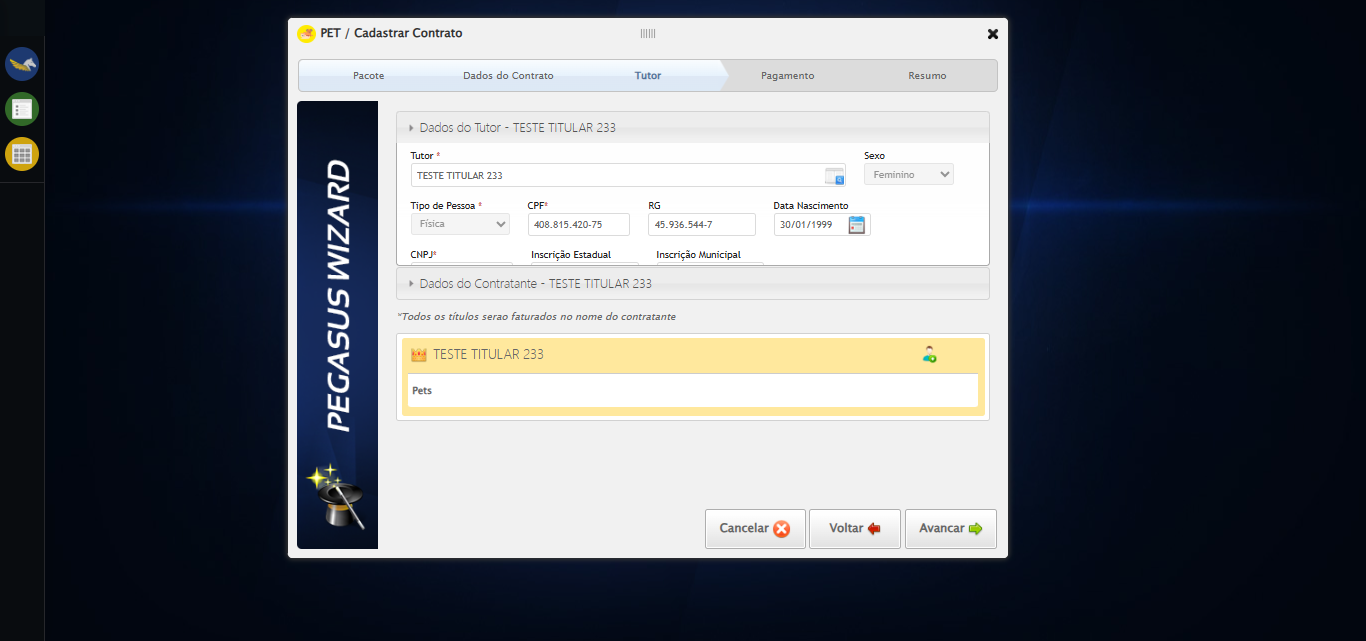 PET / Cadastrar Contrato
Pacote Dados do Contrato Tutor Pagamento Resumo
PEGASUS WIZARD
Dados do Tutor - TESTE TITULAR 233
Tutor * Sexo
TESTE TITULAR 233 Feminino
Tipo de Pessoa * CPF* RG Data Nascimento
Física 408.815.420-75 45.936.544-7 30/01/1999
CNPJ* Inscrição Estadual Inscrição Municipal
Dados do Contratante - TESTE TITULAR 233
*Todos os títulos serao faturados no nome do contratante
TESTE TITULAR 233
Pets
Cancelar Voltar Avancar